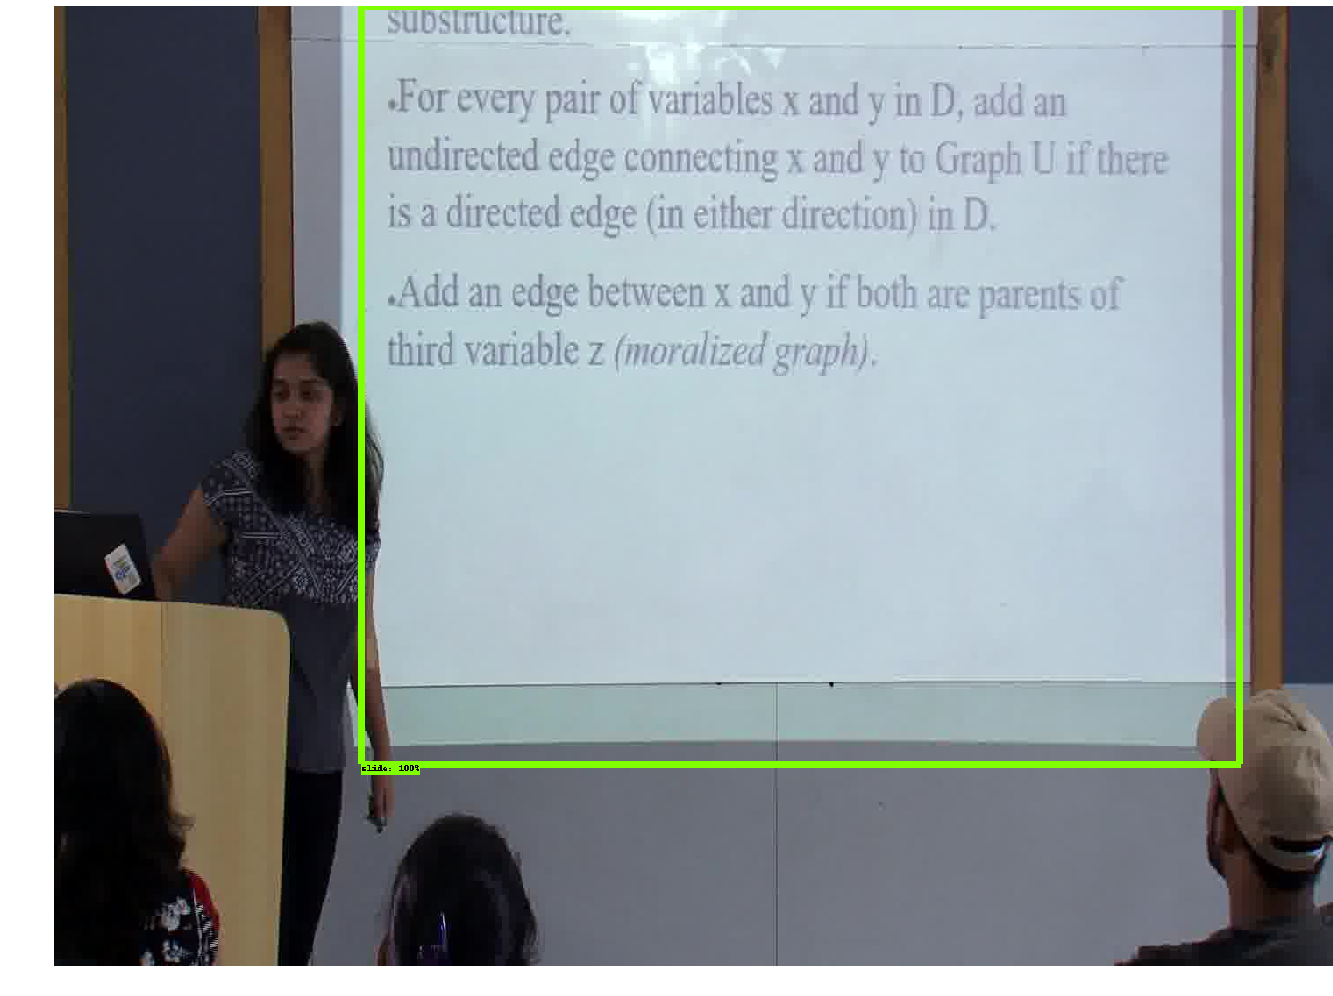 substructure.
.For every pair of variables x and y in D, add an
undirected edge connecting x and y to Graph U if there
is a directed edge (in either direction) in D.
.Add an edge between x and y if both are parents of
third variable z (moralized graph).
slide: 100%